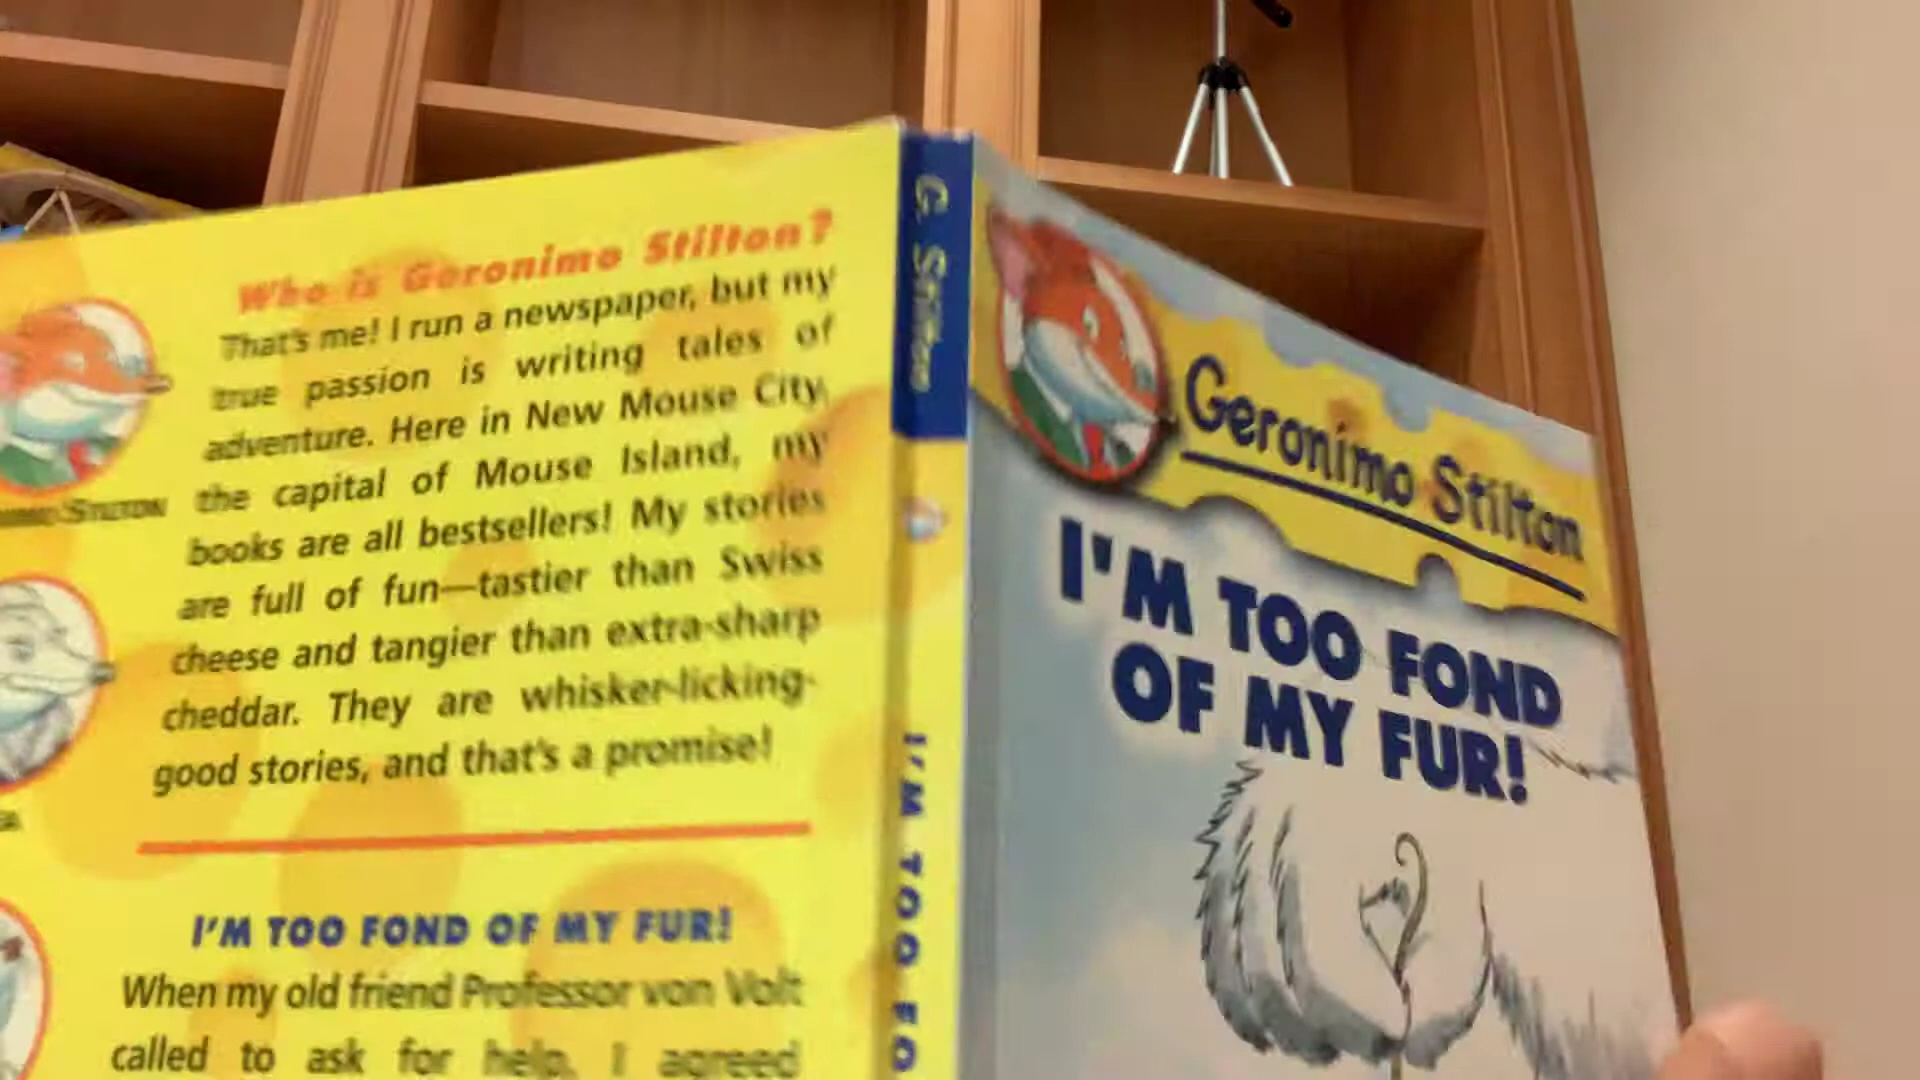 Who is Geronimo Stilton?
That's me! I run a newspaper, but my
true passion is writing tales of
adventure. Here in New Mouse City,
the capital of Mouse Island, my
books are all bestsellers! My stories
are full of fun—tastier than Swiss
cheese and tangier than extra-sharp
cheddar. They are whisker-licking-
good stories, and that's a promise!
I'M TOO FOND OF MY FUR!
When my old friend Professor von Volt
called to ask for help, I agreed
STILTON
G. Stilton
I'M TOO FO
Geronimo Stilton
I'M TOO FOND
OF MY FUR!